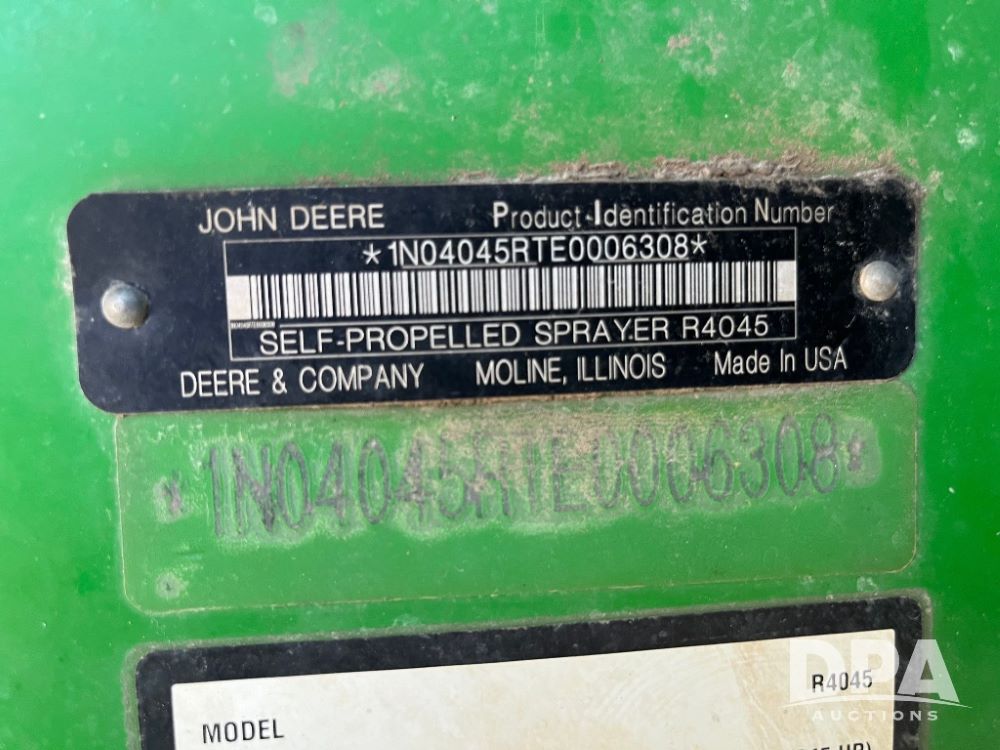 JOHN DEERE Product Identification Number
*1N04045RTE0006308*
SELF-PROPELLED SPRAYER R4045
DEERE & COMPANY MOLINE, ILLINOIS Made In USA
*1N04045RTE0006308*
R4045
MODEL
DPA
AUCTIONS